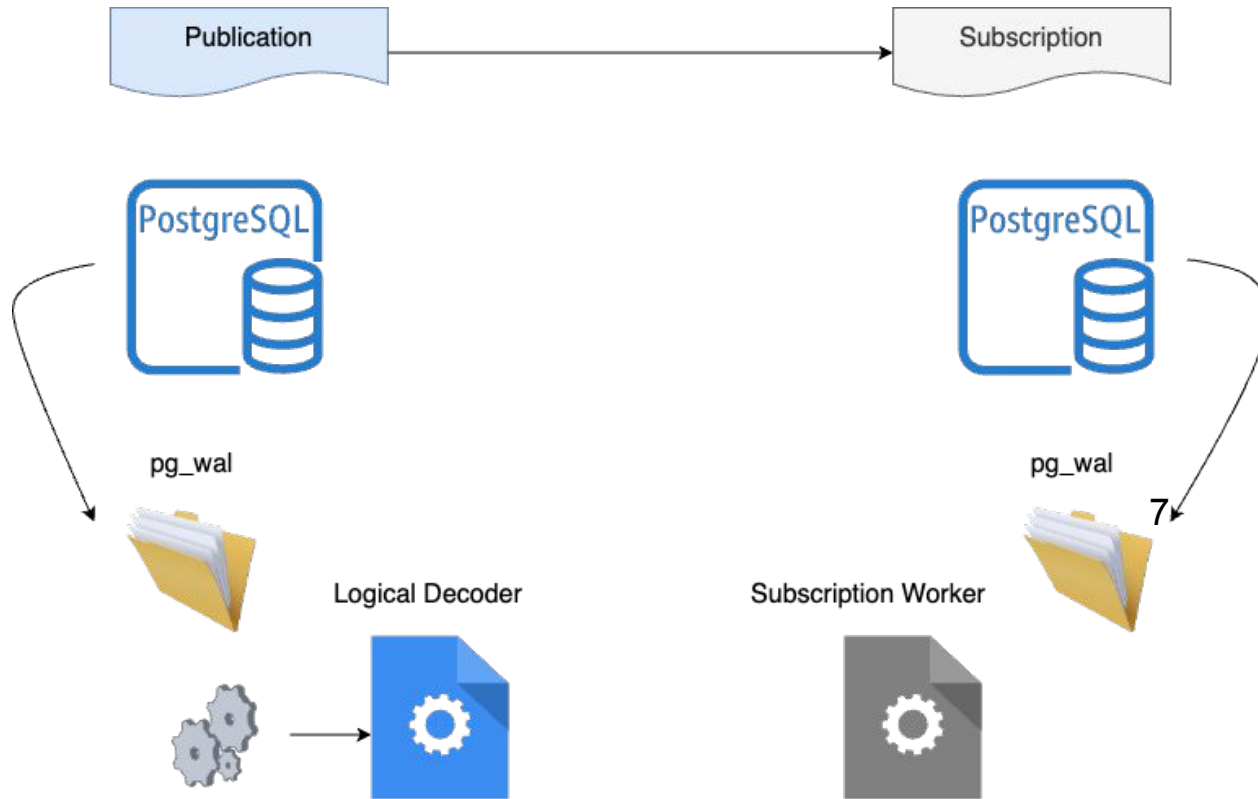 Publication
Subscription
PostgreSQL
PostgreSQL
pg_wal
pg_wal
7
Logical Decoder
Subscription Worker